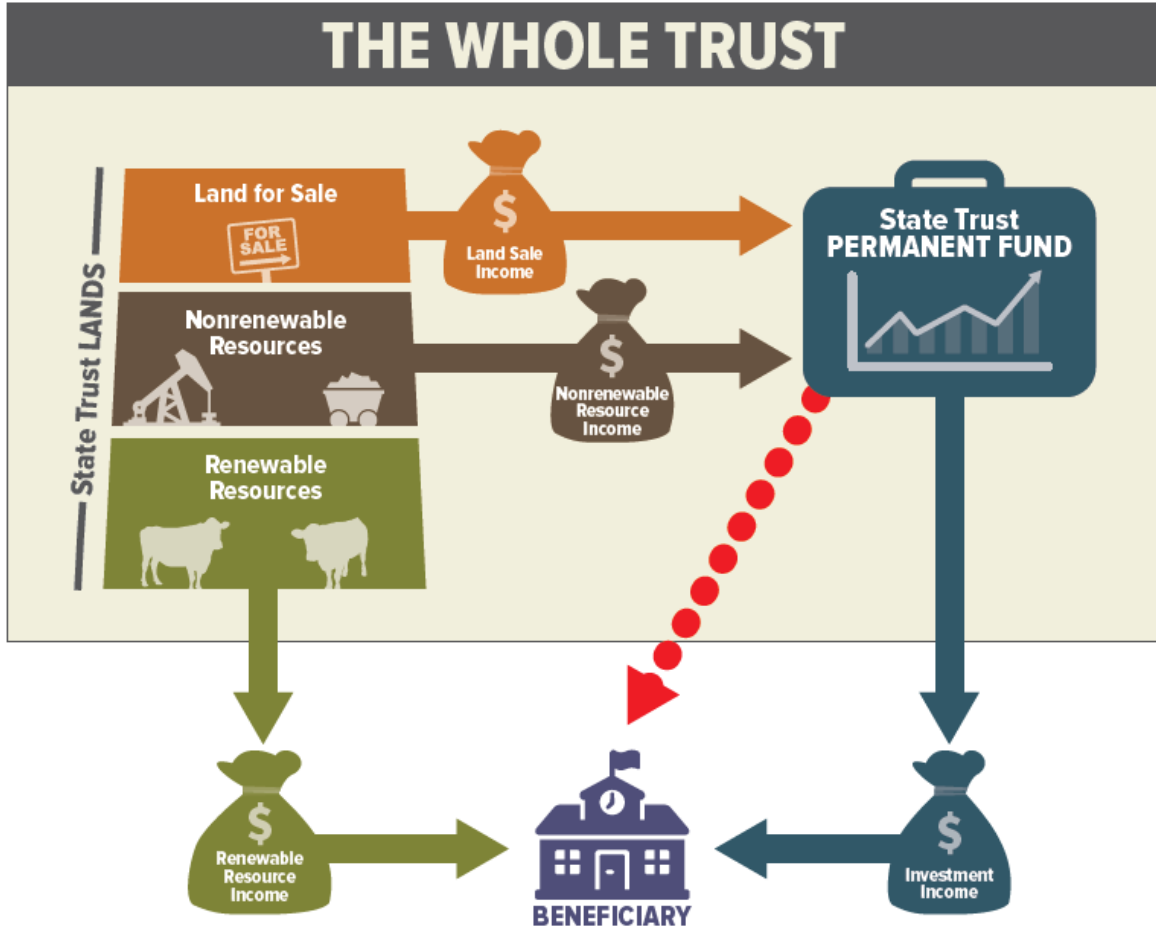 THE WHOLE TRUST
State Trust LANDS
Land for Sale
FOR
SALE
$
Land Sale
Income
State Trust
PERMANENT FUND
Nonrenewable
Resources
$
Nonrenewable
Resource
Income
Renewable
Resources
$
Renewable
Resource
Income
BENEFICIARY
$
Investment
Income